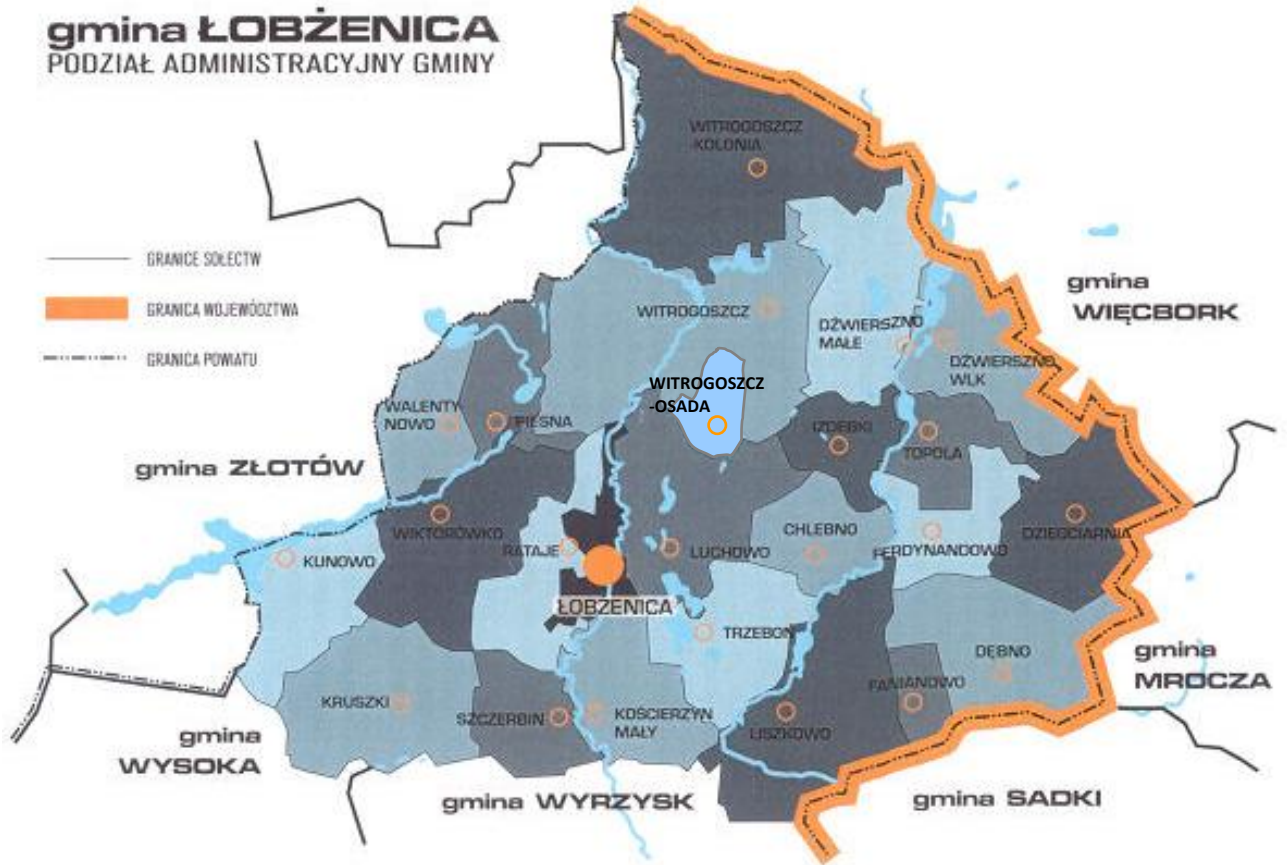 gmina ŁOBŻENICA
PODZIAŁ ADMINISTRACYJNY GMINY
WITROGOSZCZ
-KOLONIA
GRANICE SOŁECTW
GRANICA WOJEWÓDZTWA
GRANICA POWIATU
gmina
WIĘCBORK
WITROGOSZCZ
DŹWIERSZNO
MAŁE
DŹWIERSZNO
WLK
WITROGOSZCZ
-OSADA
WALENTY
NOWO
PIESNA
IZDEBKI
TOPOLA
gmina ZŁOTÓW
WIKTORÓWKO
KUNOWO
RATAJE
LUCHOWO
CHLEBNO
FERDYNANDOWO
DZIEGCIARNIA
ŁOBŻENICA
TRZEBOŃ
DĘBNO
gmina
MROCZA
FANIANOWO
KRUSZKI
SZCZERBIN
KOŚCIERZYN
MAŁY
LISZKOWO
gmina
WYSOKA
gmina WYRZYSK
gmina SADKI